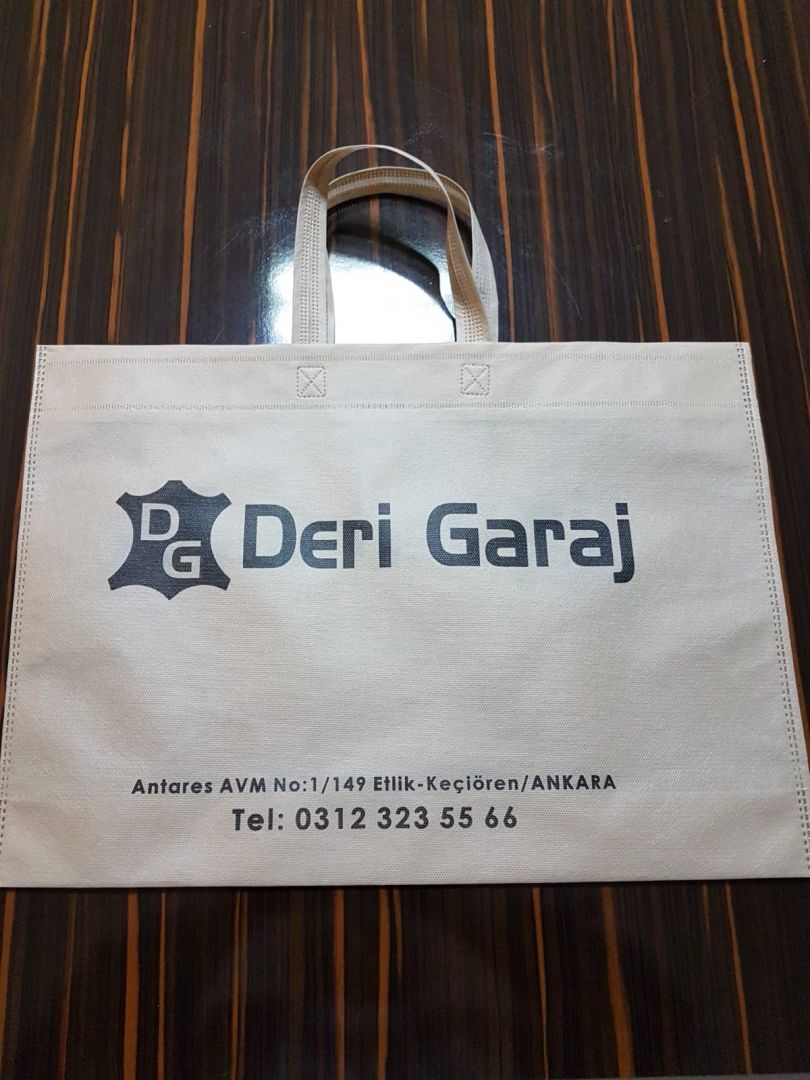 DG Deri Garaj
Antares AVM No:1/149 Etlik-Keçiören/ANKARA
Tel: 0312 323 55 66